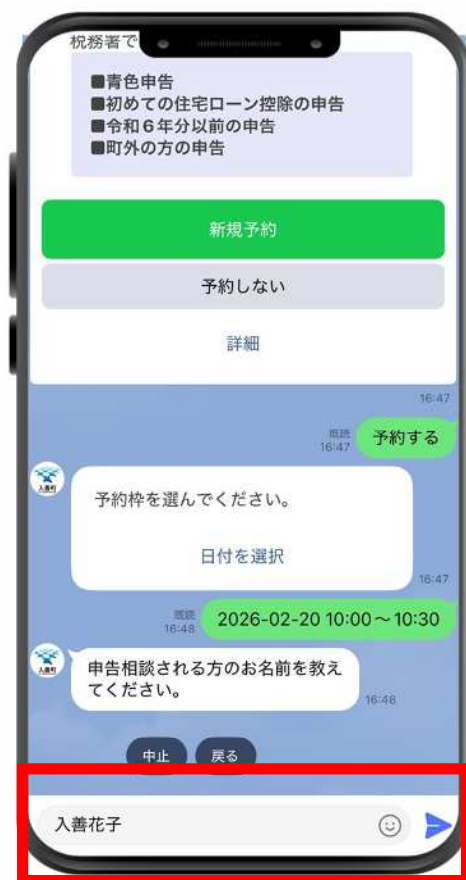 税務署で
■青色申告
■初めての住宅ローン控除の申告
■令和6年分以前の申告
■町外の方の申告
新規予約
予約しない
詳細
16:47
既読
16:47
予約する
入善町
予約枠を選んでください。
日付を選択
16:47
既読
16:48
2026-02-20 10:00~10:30
入善町
申告相談される方のお名前を教え
てください。
16:48
中止
戻る
入善花子